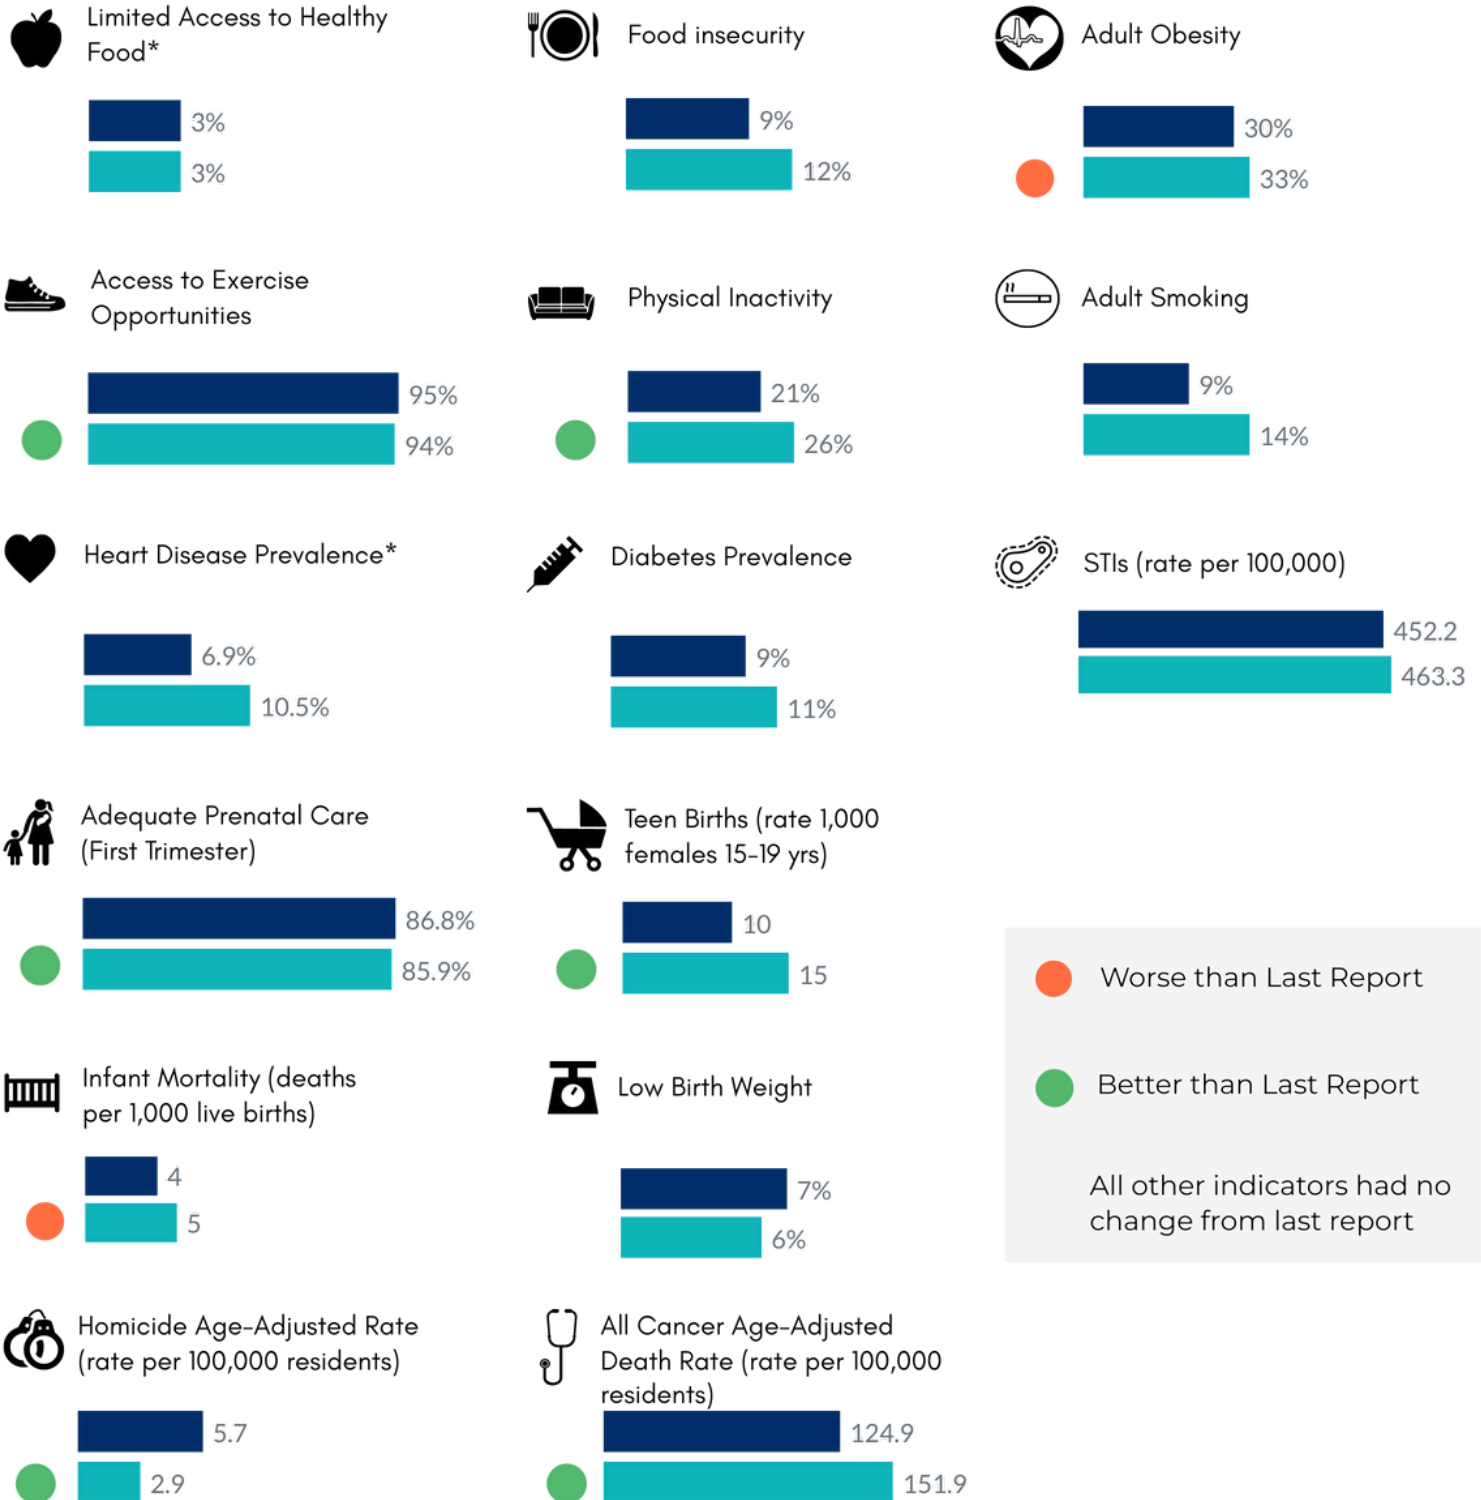 Limited Access to Healthy
Food*
3%
3%
Food insecurity
9%
12%
Adult Obesity
30%
33%
Access to Exercise
Opportunities
95%
94%
Physical Inactivity
21%
26%
Adult Smoking
9%
14%
Heart Disease Prevalence*
6.9%
10.5%
Diabetes Prevalence
9%
11%
STIs (rate per 100,000)
452.2
463.3
Adequate Prenatal Care
(First Trimester)
86.8%
85.9%
Teen Births (rate 1,000
females 15-19 yrs)
10
15
Infant Mortality (deaths
per 1,000 live births)
4
5
Low Birth Weight
7%
6%
Worse than Last Report
Better than Last Report
All other indicators had no
change from last report
Homicide Age-Adjusted Rate
(rate per 100,000 residents)
5.7
2.9
All Cancer Age-Adjusted
Death Rate (rate per 100,000
residents)
124.9
151.9